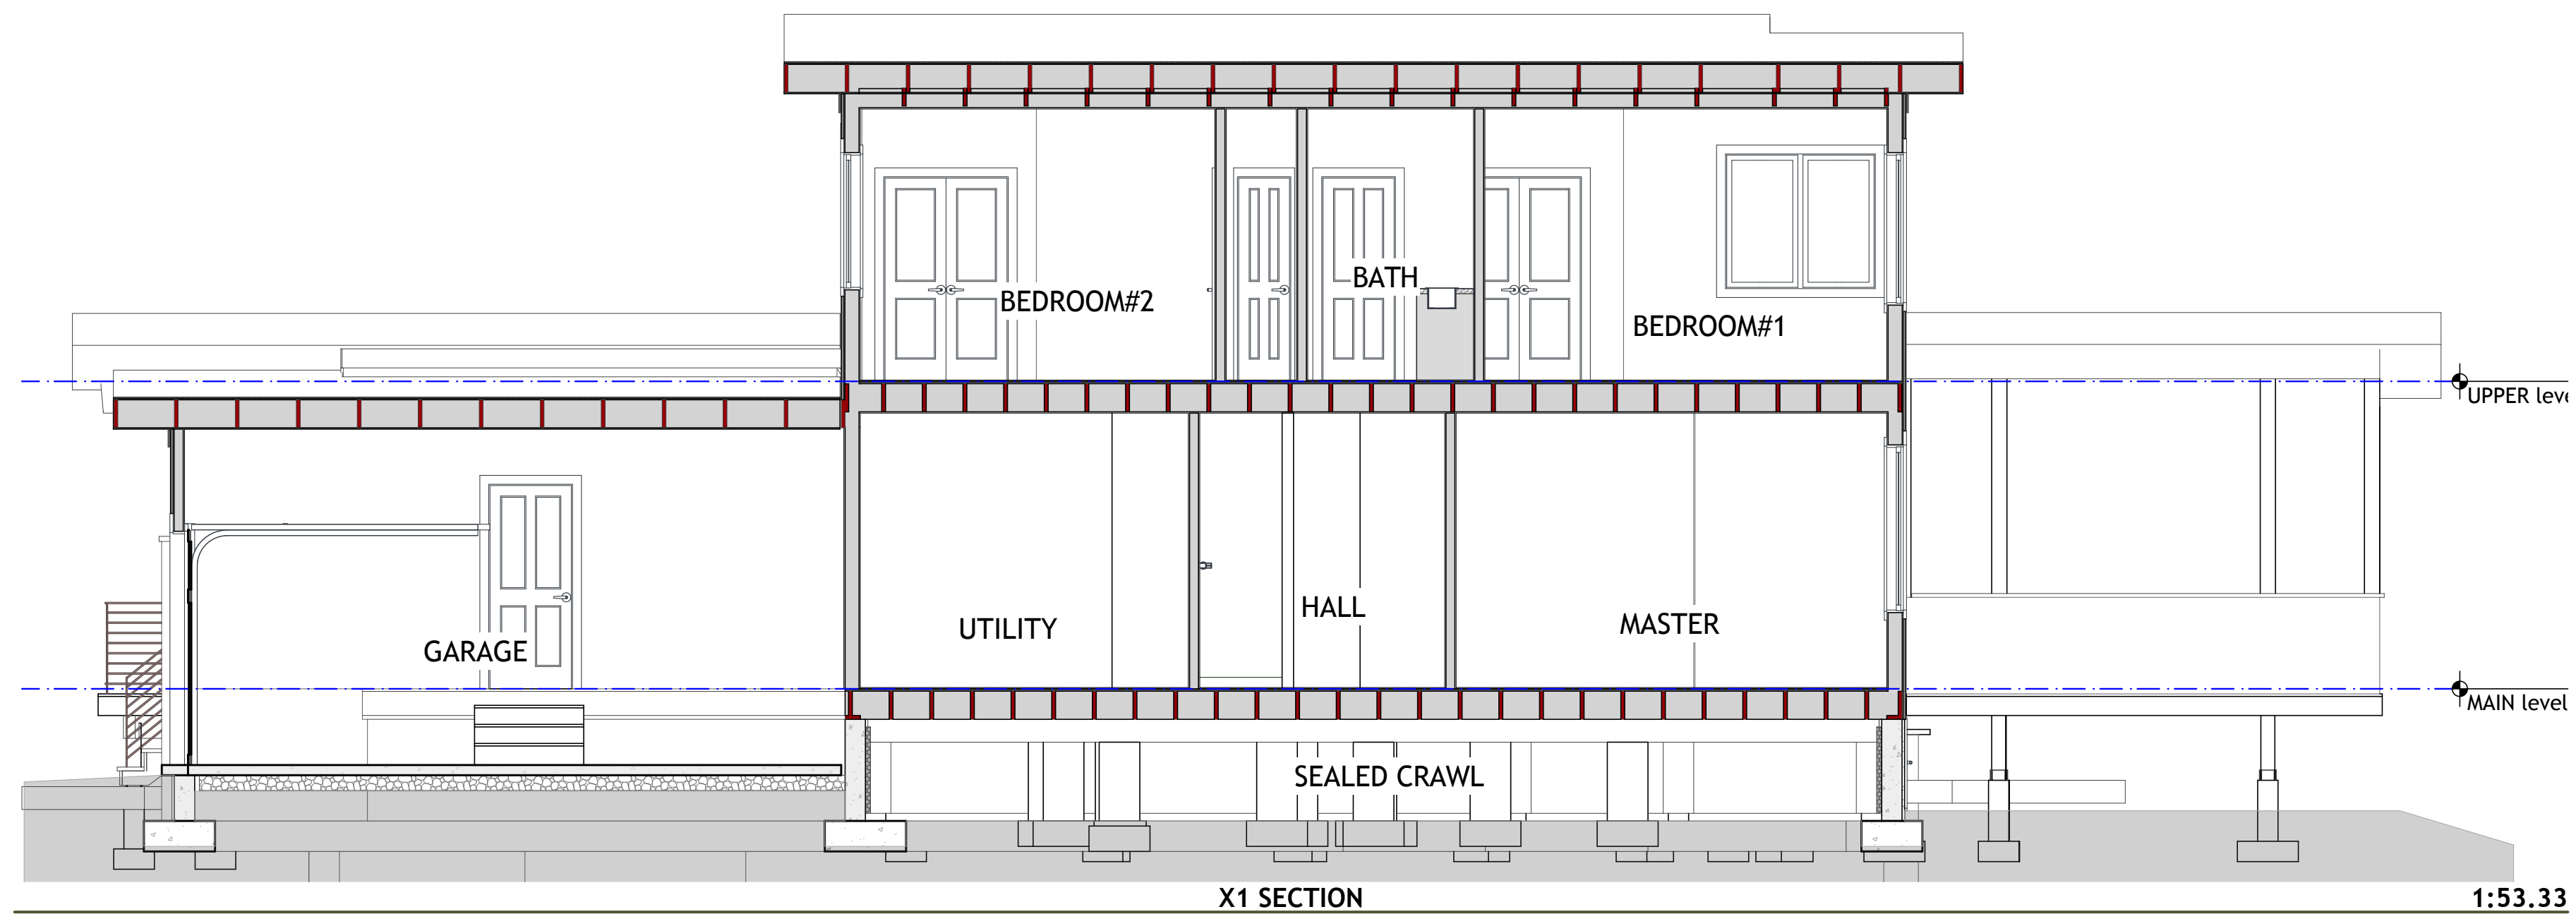 BATH
BEDROOM#2
BEDROOM#1
UPPER leve
HALL
UTILITY
MASTER
GARAGE
MAIN level
SEALED CRAWL
X1 SECTION
1:53.33